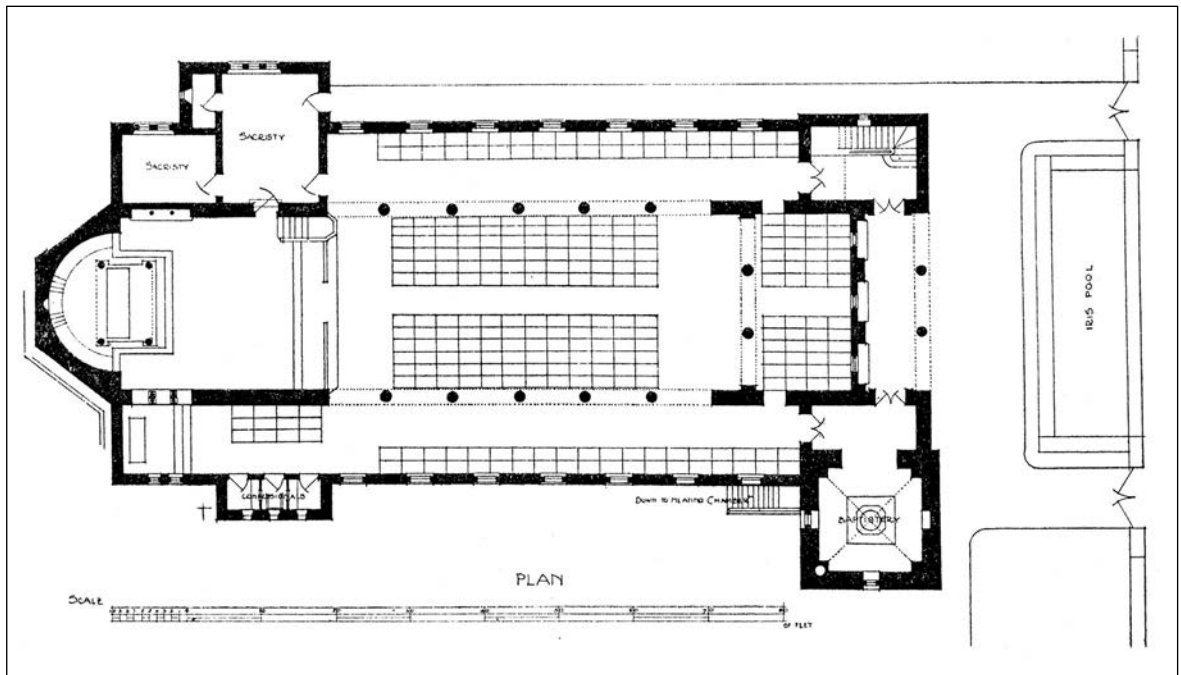 SACRISTY
SACRISTY
IRIS POOL
CONFESSIONALS
DOWN TO HEATING CHAMBER
BAPTISTERY
PLAN
SCALE
OF FEET